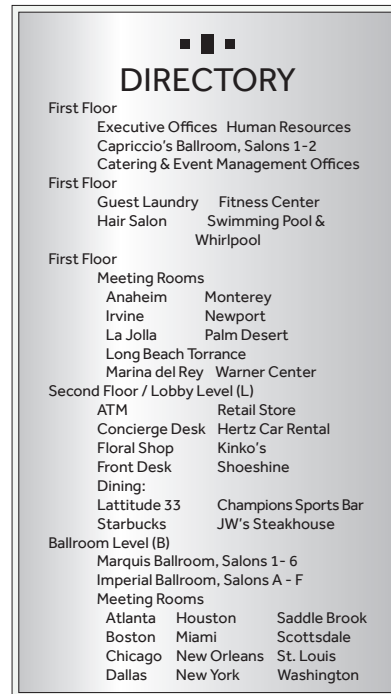 DIRECTORY
First Floor
Executive Offices Human Resources
Capriccio's Ballroom, Salons 1-2
Catering & Event Management Offices
First Floor
Guest Laundry Fitness Center
Hair Salon Swimming Pool &
Whirlpool
First Floor
Meeting Rooms
Anaheim Monterey
Irvine Newport
La Jolla Palm Desert
Long Beach Torrance
Marina del Rey Warner Center
Second Floor / Lobby Level (L)
ATM Retail Store
Concierge Desk Hertz Car Rental
Floral Shop Kinko's
Front Desk Shoeshine
Dining:
Lattitude 33 Champions Sports Bar
Starbucks JW's Steakhouse
Ballroom Level (B)
Marquis Ballroom, Salons 1- 6
Imperial Ballroom, Salons A - F
Meeting Rooms
Atlanta Houston Saddle Brook
Boston Miami Scottsdale
Chicago New Orleans St. Louis
Dallas New York Washington